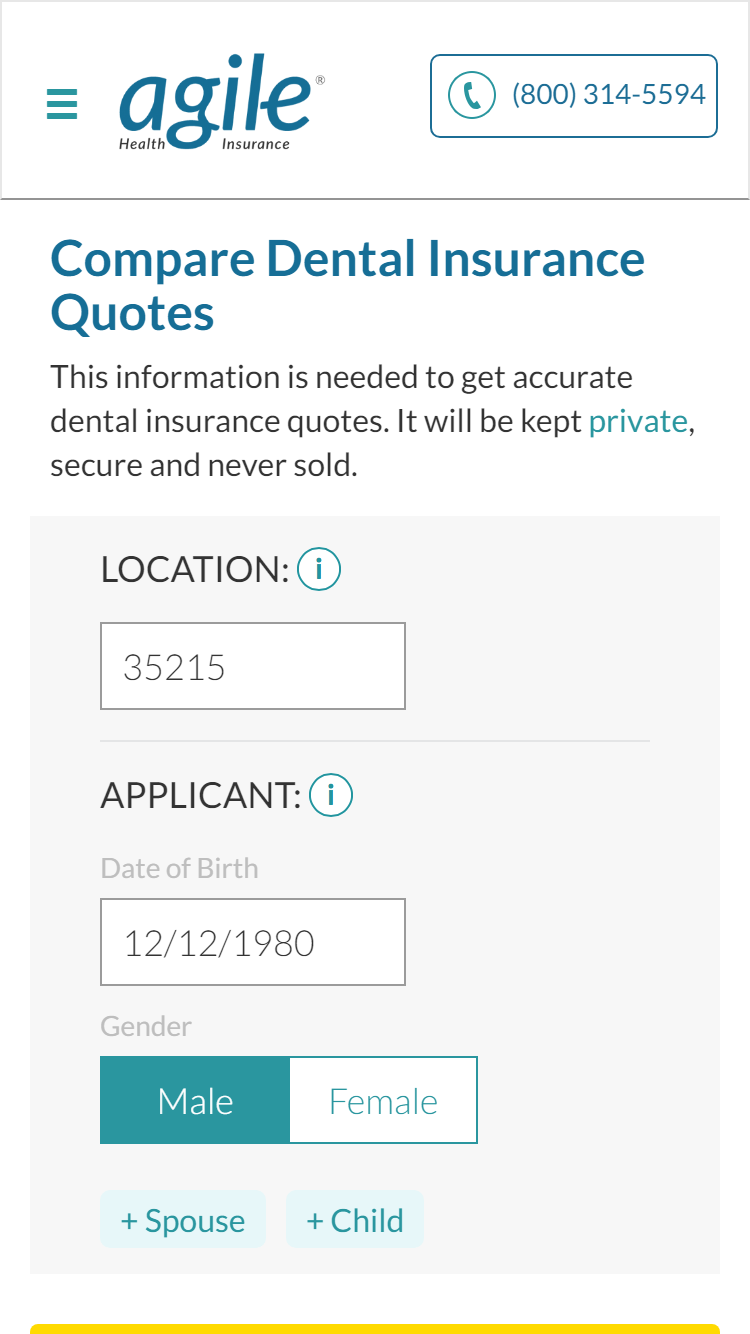 agile®
Health Insurance
(800) 314-5594
Compare Dental Insurance
Quotes
This information is needed to get accurate
dental insurance quotes. It will be kept private,
secure and never sold.
LOCATION: i
35215
APPLICANT: i
Date of Birth
12/12/1980
Gender
Male Female
+ Spouse + Child